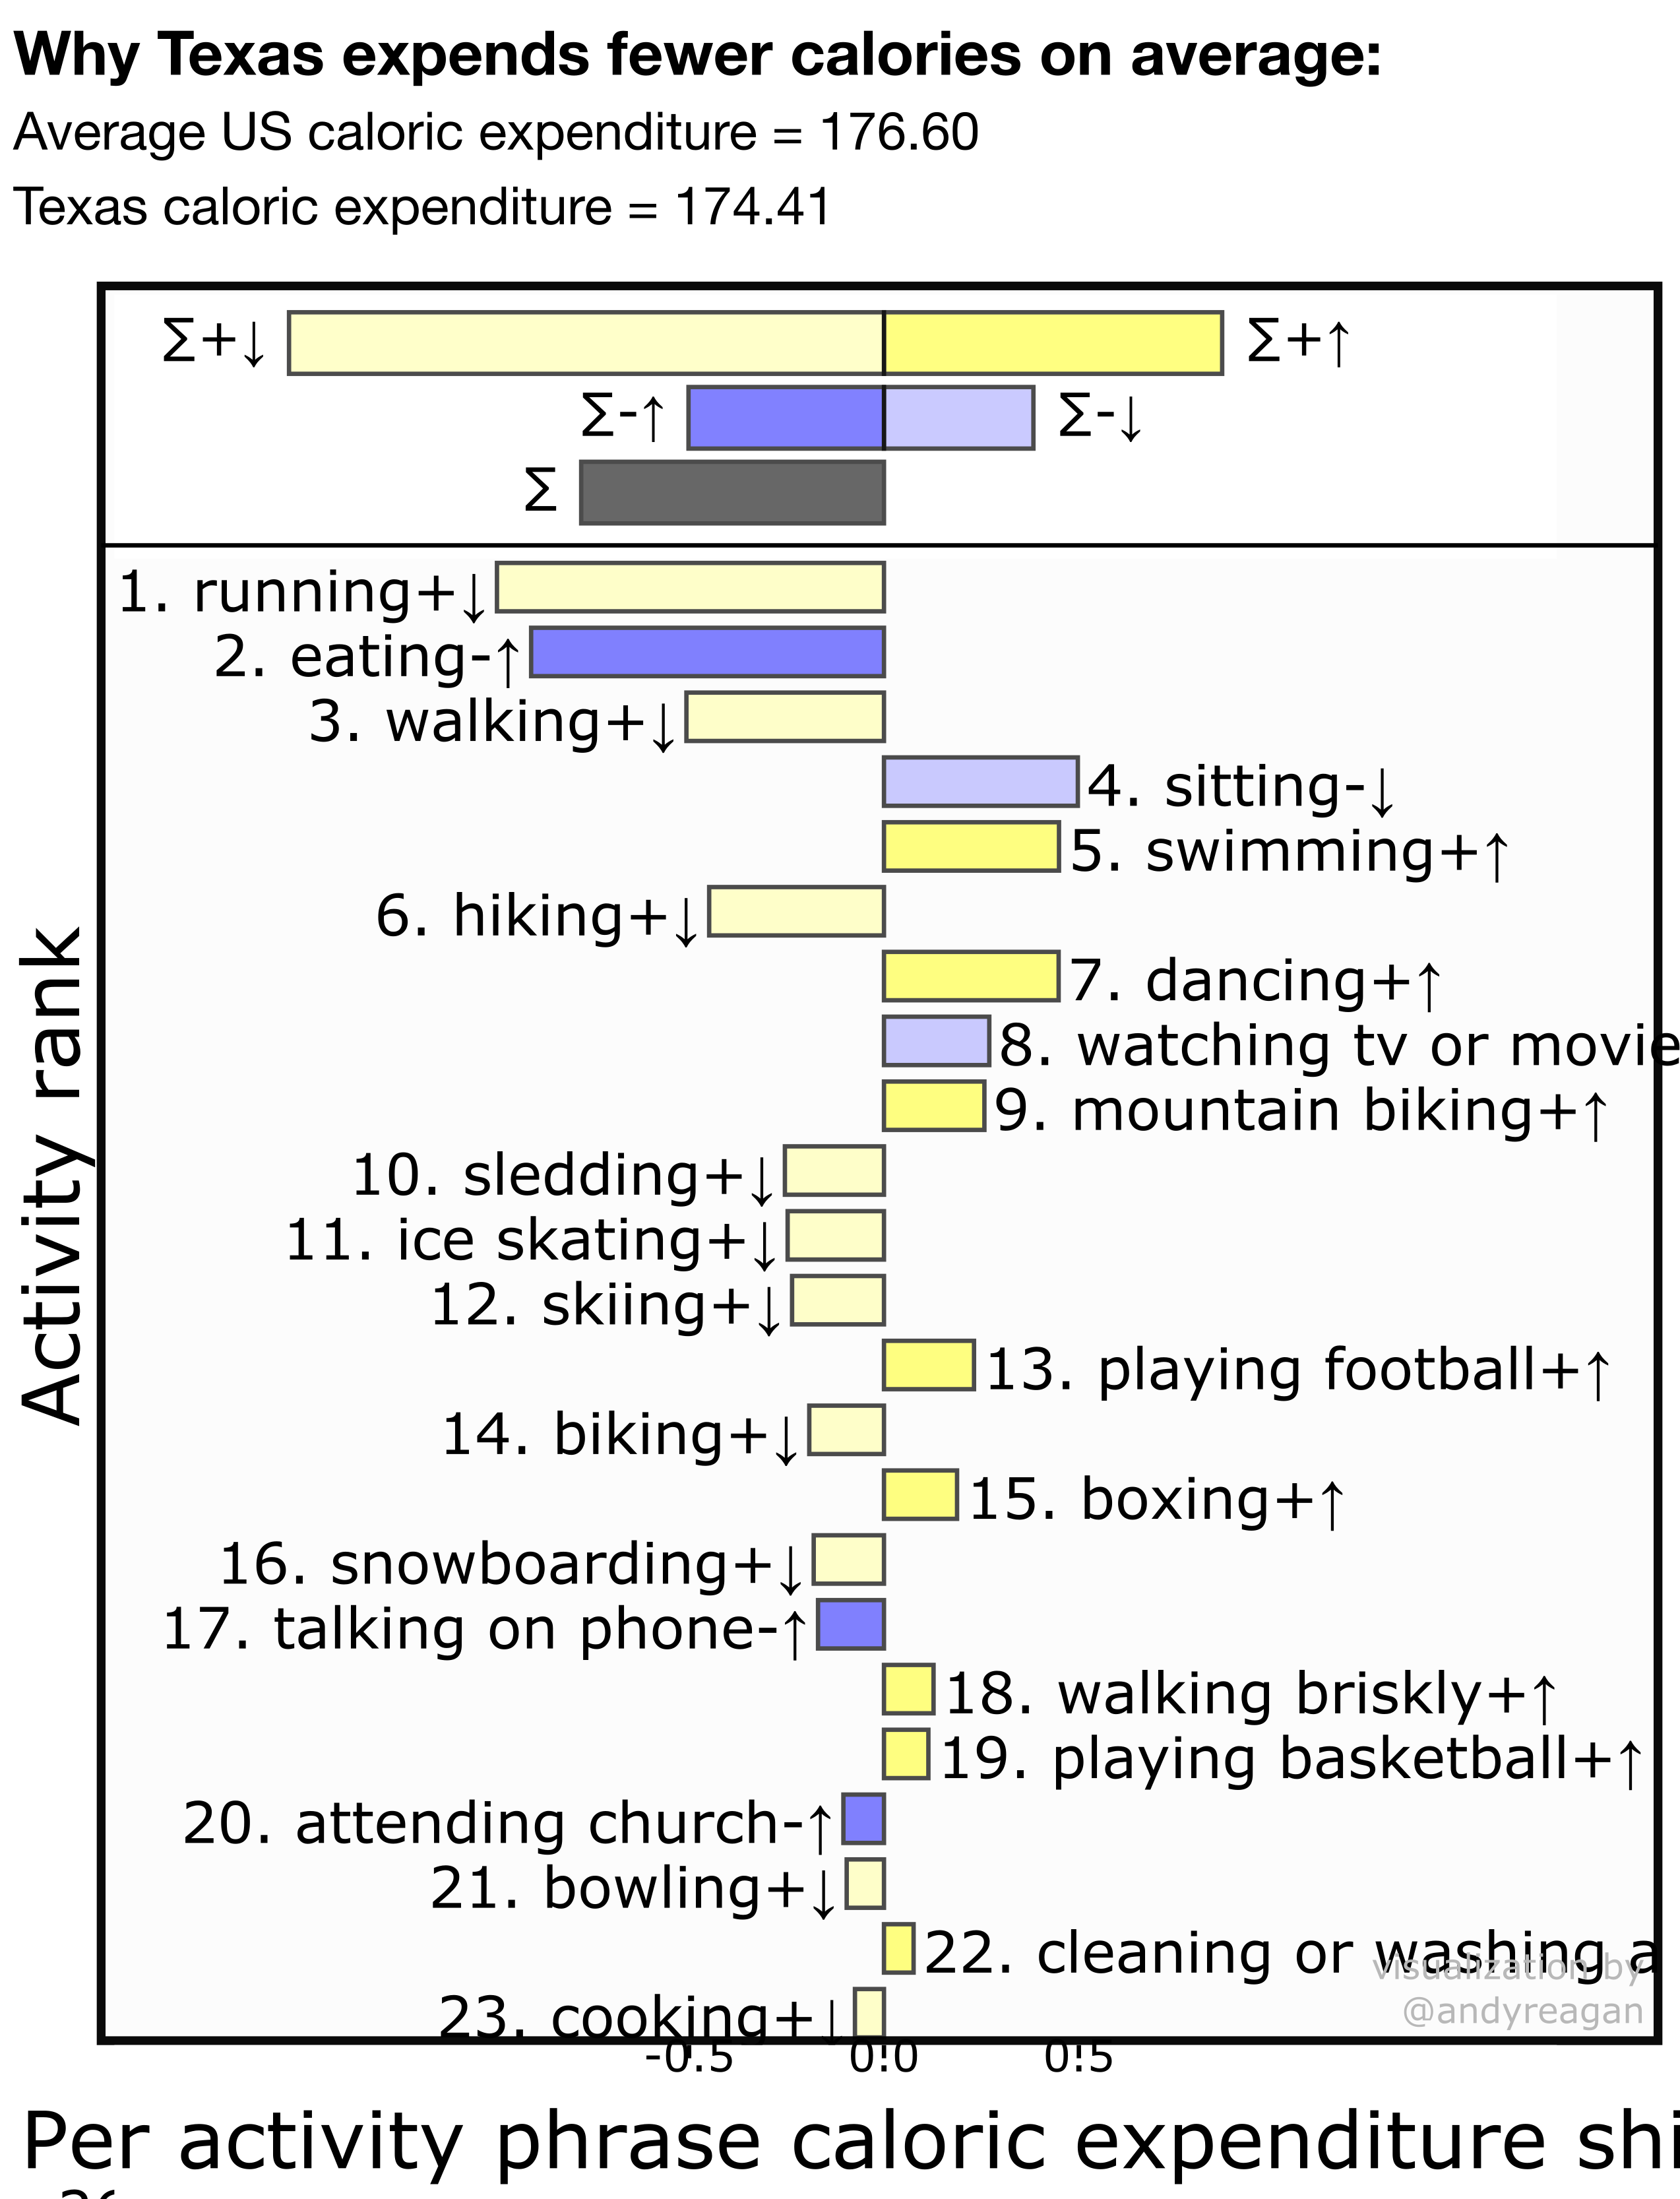 Why Texas expends fewer calories on average:
Average US caloric expenditure = 176.60
Texas caloric expenditure = 174.41
∑+↓ ∑+↑
∑-↑ ∑-↓
∑
Activity rank
1. running+↓
2. eating-↑
3. walking+↓
4. sitting-↓
5. swimming+↑
6. hiking+↓
7. dancing+↑
8. watching tv or movie
9. mountain biking+↑
10. sledding+↓
11. ice skating+↓
12. skiing+↓
13. playing football+↑
14. biking+↓
15. boxing+↑
16. snowboarding+↓
17. talking on phone-↑
18. walking briskly+↑
19. playing basketball+↑
20. attending church-↑
21. bowling+↓
22. cleaning or washing a
23. cooking+↓
visualization by
@andyreagan
-0.5 0.0 0.5
Per activity phrase caloric expenditure shi